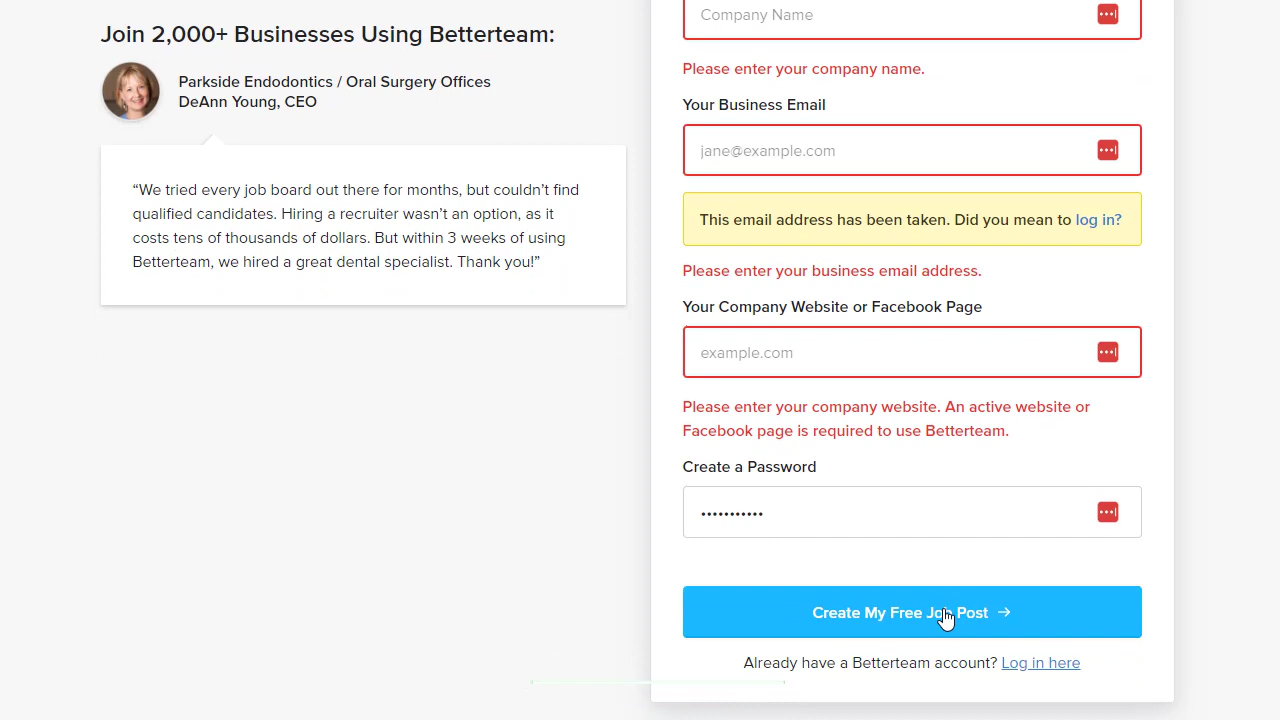 Join 2,000+ Businesses Using Betterteam:
Parkside Endodontics / Oral Surgery Offices
DeAnn Young, CEO
“We tried every job board out there for months, but couldn’t find
qualified candidates. Hiring a recruiter wasn’t an option, as it
costs tens of thousands of dollars. But within 3 weeks of using
Betterteam, we hired a great dental specialist. Thank you!”
Company Name
Please enter your company name.
Your Business Email
jane@example.com
This email address has been taken. Did you mean to log in?
Please enter your business email address.
Your Company Website or Facebook Page
example.com
Please enter your company website. An active website or
Facebook page is required to use Betterteam.
Create a Password
•••••••••••
Create My Free Job Post →
Already have a Betterteam account? Log in here